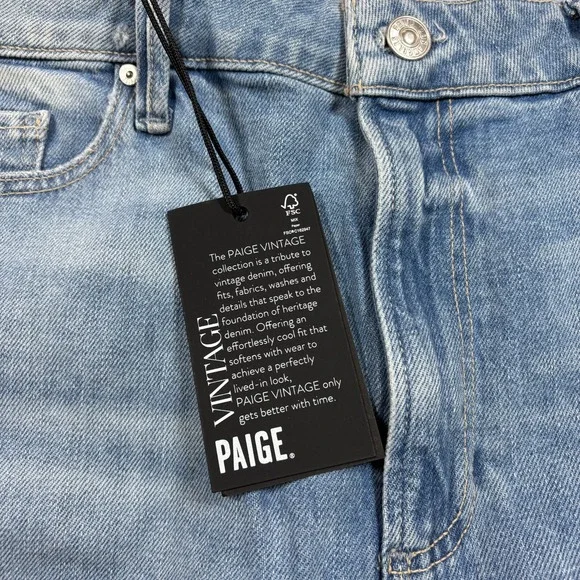 FSC
MIX
Paper
The PAIGE VINTAGE
collection is a tribute to
vintage denim, offering
fits, fabrics, washes and
details that speak to the
foundation of heritage
denim. Offering an
effortlessly cool fit that
softens with wear to
achieve a perfectly
lived-in look,
PAIGE VINTAGE only
gets better with time.
VINTAGE
PAIGE®